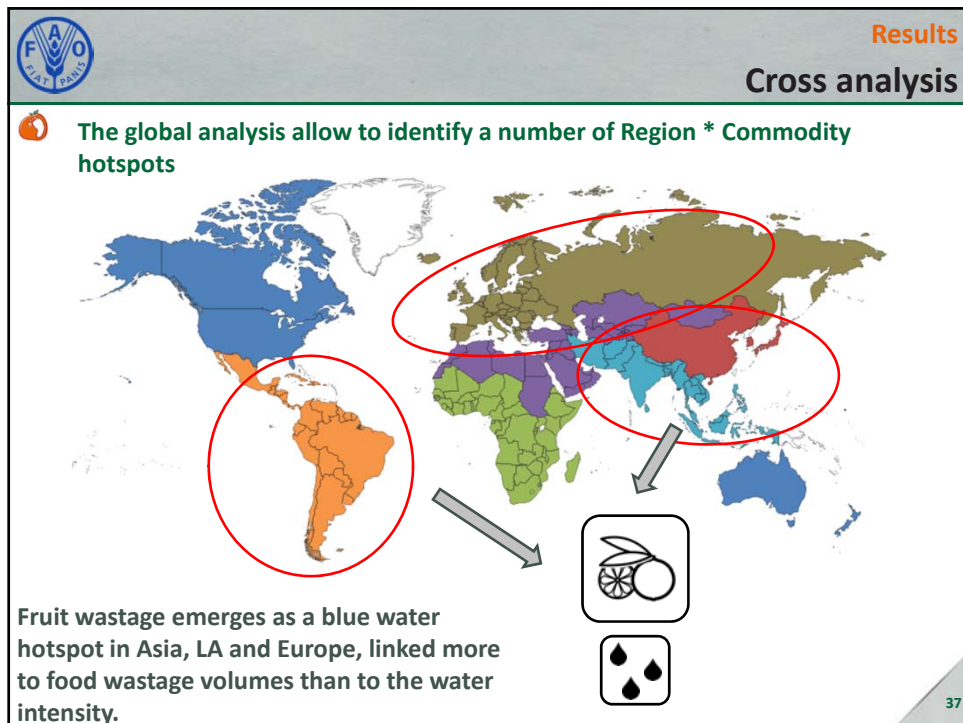 F A O
FIAT PANIS
Results
Cross analysis
The global analysis allow to identify a number of Region * Commodity
hotspots
Fruit wastage emerges as a blue water
hotspot in Asia, LA and Europe, linked more
to food wastage volumes than to the water
intensity.
37